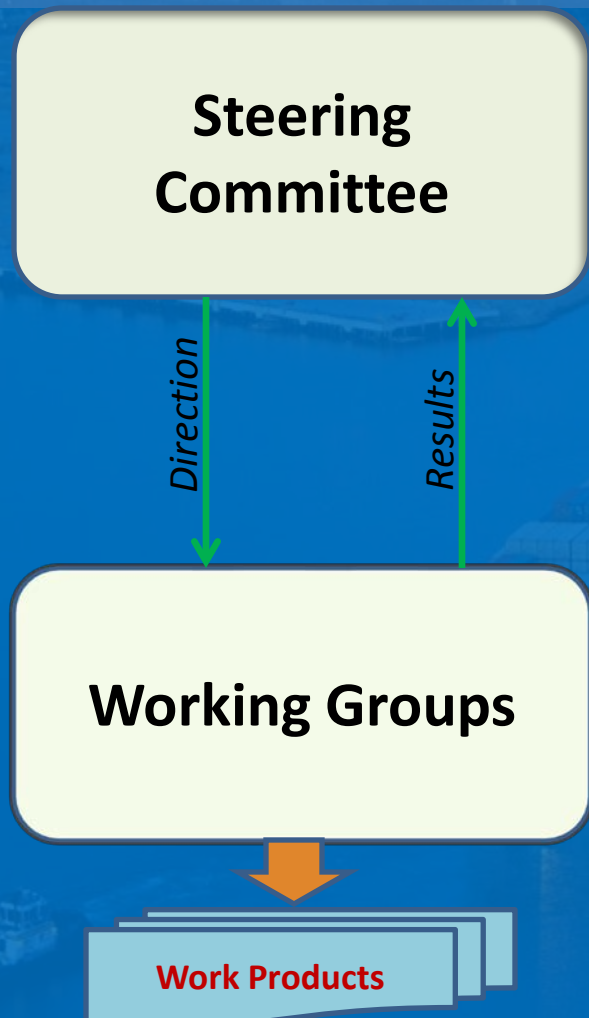 Steering
Committee
Direction
Results
Working Groups
Work Products